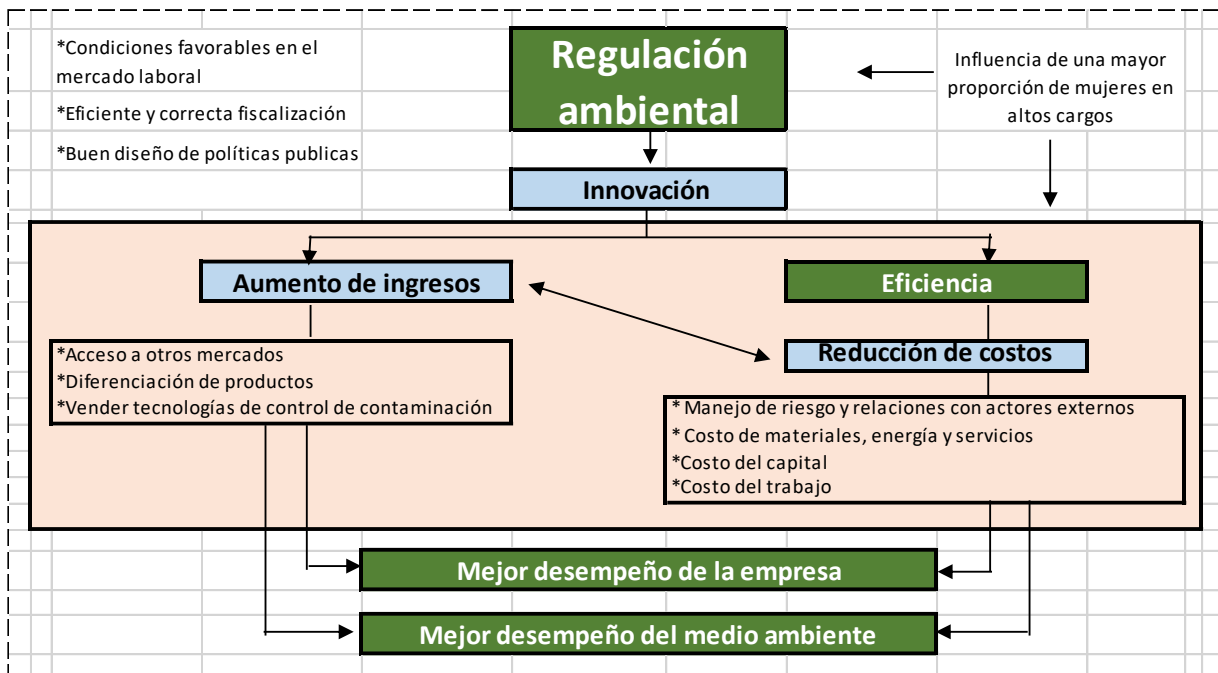 *Condiciones favorables en el
mercado laboral
*Eficiente y correcta fiscalización
*Buen diseño de políticas publicas
Regulación
ambiental
Influencia de una mayor
proporción de mujeres en
altos cargos
Innovación
Aumento de ingresos
Eficiencia
*Acceso a otros mercados
*Diferenciación de productos
*Vender tecnologías de control de contaminación
Reducción de costos
* Manejo de riesgo y relaciones con actores externos
* Costo de materiales, energía y servicios
*Costo del capital
*Costo del trabajo
Mejor desempeño de la empresa
Mejor desempeño del medio ambiente